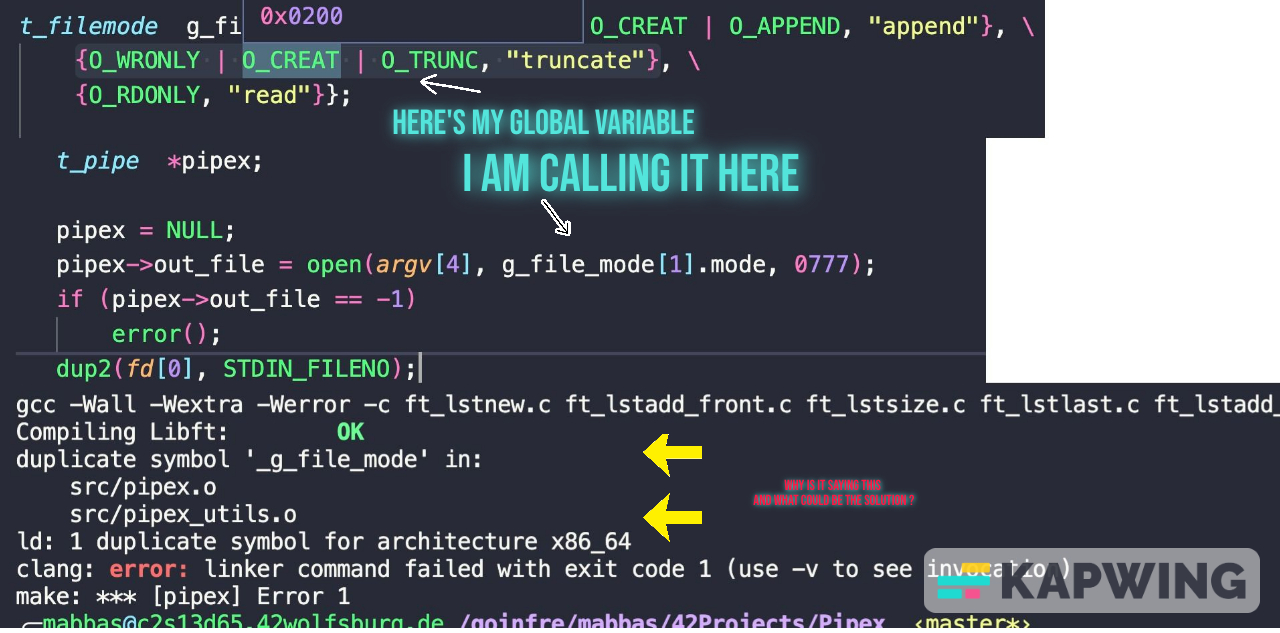 0x0200
t_filemode g_fi O_CREAT | O_APPEND, "append"}, \
{O_WRONLY | O_CREAT | O_TRUNC, "truncate"}, \
{O_RDONLY, "read"}};
HERE'S MY GLOBAL VARIABLE
t_pipe *pipex;
I AM CALLING IT HERE
pipex = NULL;
pipex->out_file = open(argv[4], g_file_mode[1].mode, 0777);
if (pipex->out_file == -1)
error();
dup2(fd[0], STDIN_FILENO);
gcc -Wall -Wextra -Werror -c ft_lstnew.c ft_lstadd_front.c ft_lstsize.c ft_lstlast.c ft_lstadd_
Compiling Libft: OK
duplicate symbol '_g_file_mode' in:
src/pipex.o
WHY IS IT SAYING THIS
AND WHAT COULD BE THE SOLUTION ?
src/pipex_utils.o
ld: 1 duplicate symbol for architecture x86_64
clang: error: linker command failed with exit code 1 (use -v to see invocation)
make: *** [pipex] Error 1
KAPWING
mabbas@c2s13d65.42wolfsburg.de /goinfre/mabbas/42Projects/Pipex ‹master*›